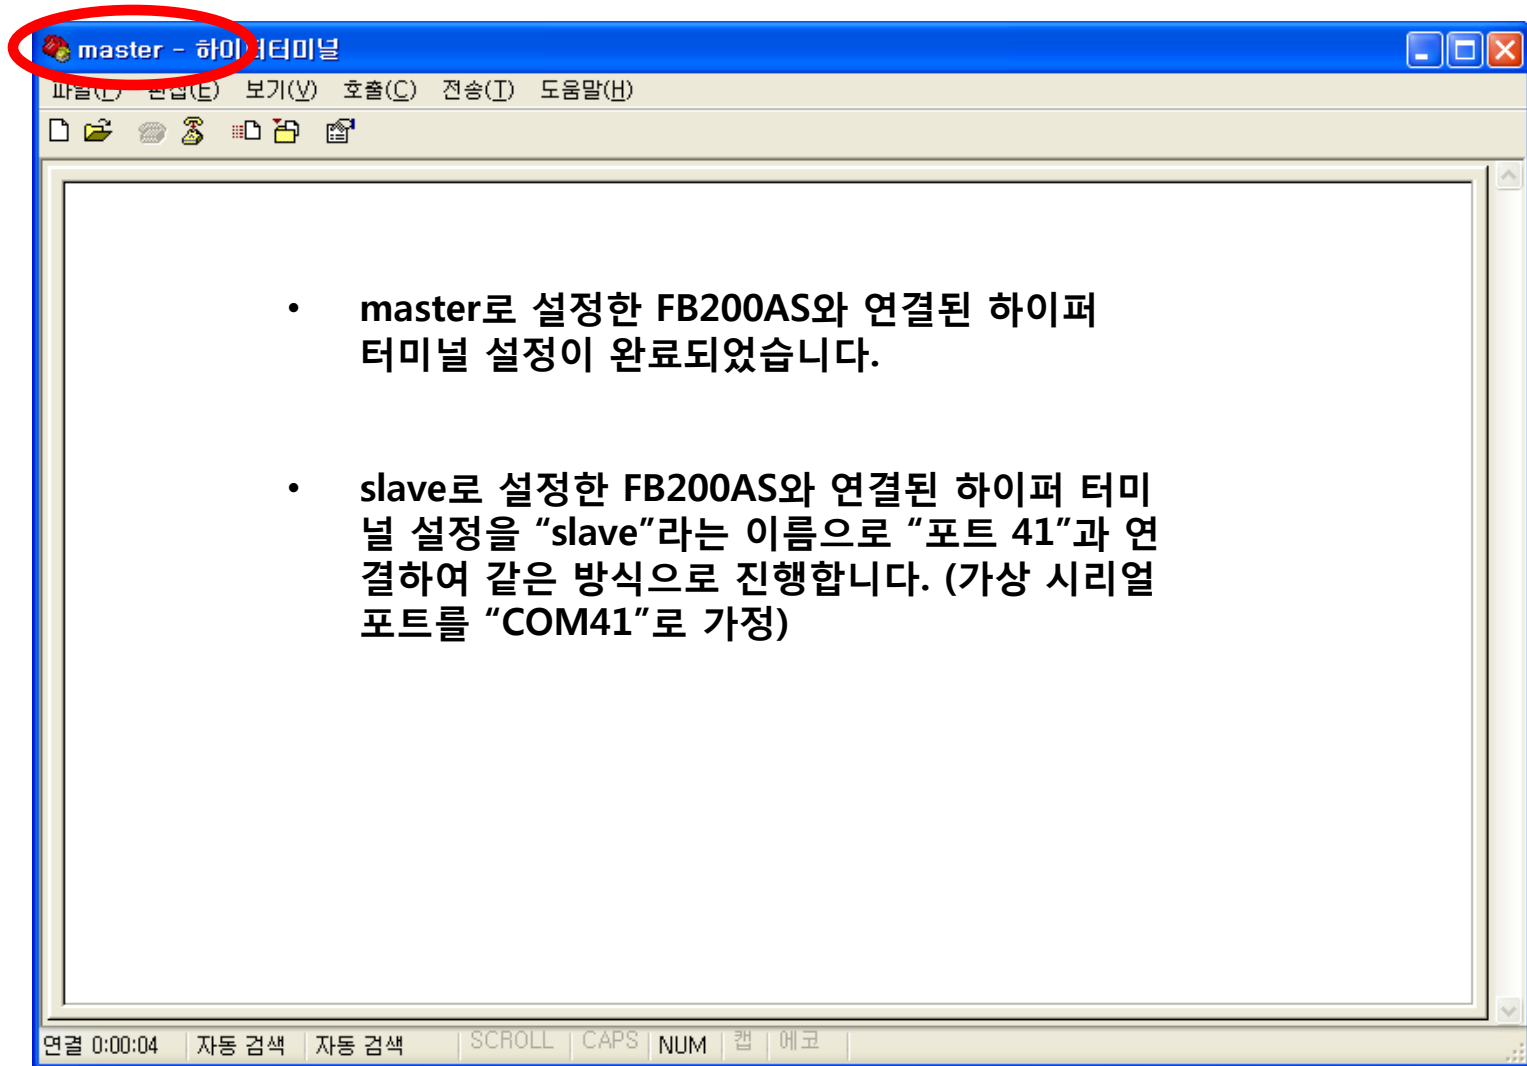 master - 하이퍼터미널
파일(F) 편집(E) 보기(V) 호출(C) 전송(T) 도움말(H)
• master로 설정한 FB200AS와 연결된 하이퍼
터미널 설정이 완료되었습니다.
• slave로 설정한 FB200AS와 연결된 하이퍼 터미
널 설정을 “slave”라는 이름으로 “포트 41”과 연
결하여 같은 방식으로 진행합니다. (가상 시리얼
포트를 “COM41”로 가정)
연결 0:00:04 자동 검색 자동 검색 SCROLL CAPS NUM 캡 에코